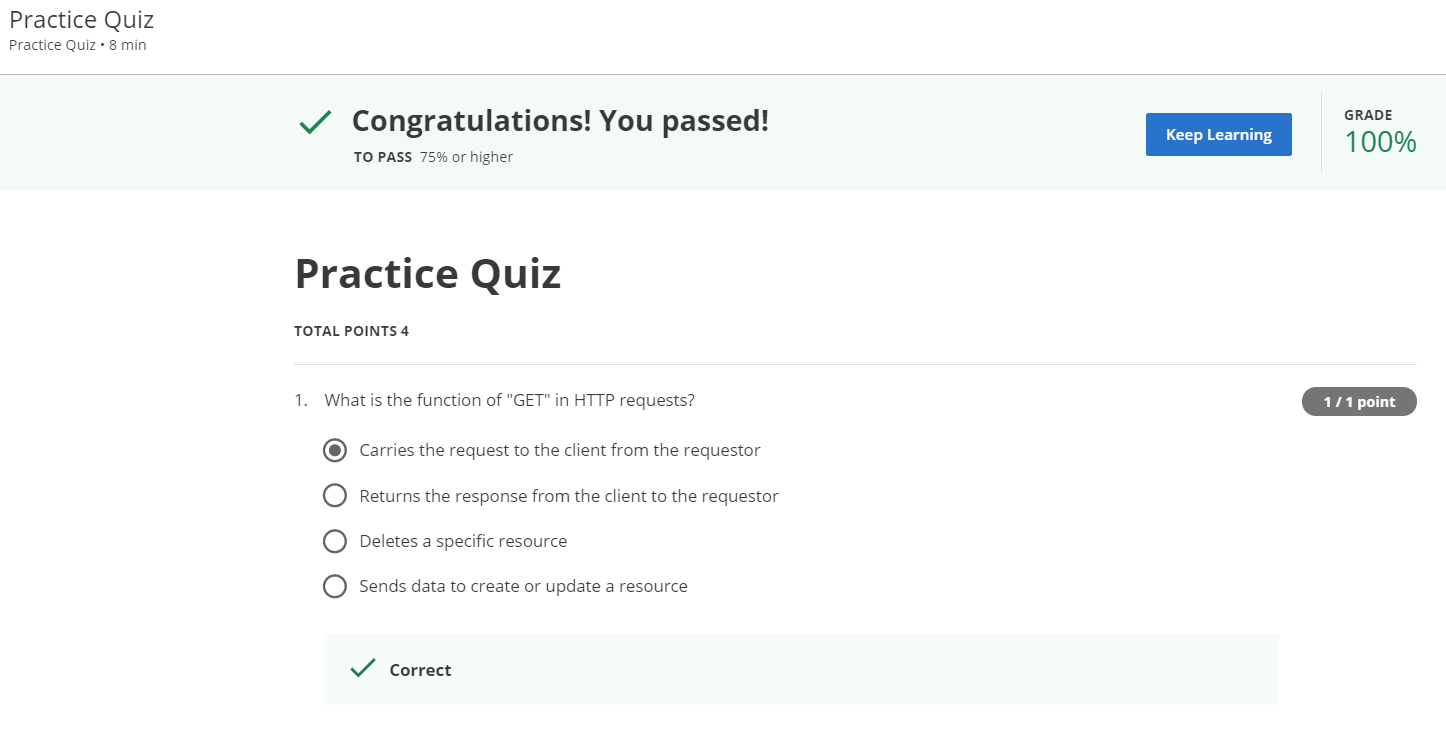 Practice Quiz
Practice Quiz • 8 min
Congratulations! You passed!
TO PASS 75% or higher
Keep Learning
GRADE
100%
Practice Quiz
TOTAL POINTS 4
1. What is the function of "GET" in HTTP requests?
1 / 1 point
Carries the request to the client from the requestor
Returns the response from the client to the requestor
Deletes a specific resource
Sends data to create or update a resource
Correct